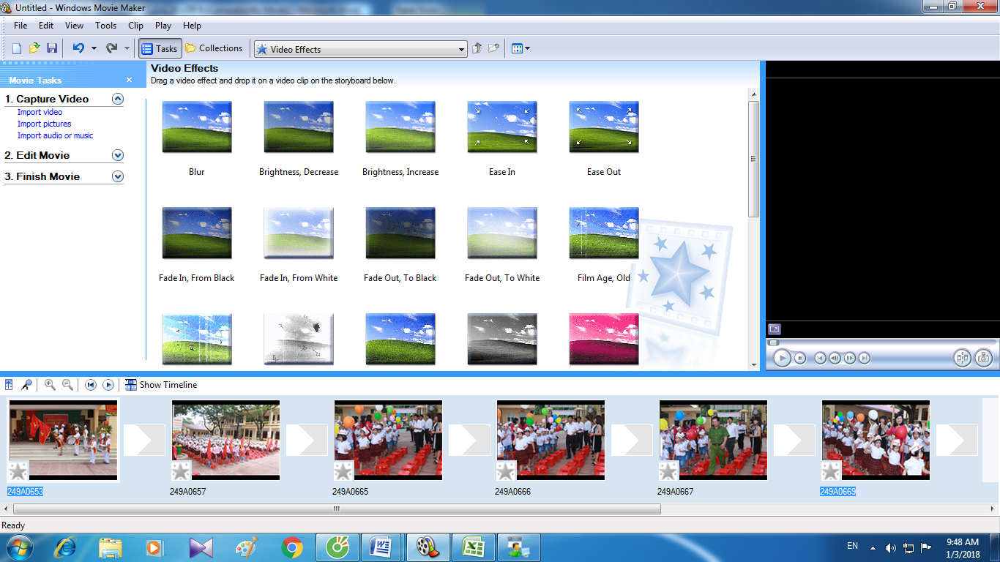 Untitled - Windows Movie Maker
File Edit View Tools Clip Play Help
Tasks Collections Video Effects
Movie Tasks
1. Capture Video
Import video
Import pictures
Import audio or music
2. Edit Movie
3. Finish Movie
Video Effects
Drag a video effect and drop it on a video clip on the storyboard below.
Blur Brightness, Decrease Brightness, Increase Ease In Ease Out
Fade In, From Black Fade In, From White Fade Out, To Black Fade Out, To White Film Age, Old
Show Timeline
249A0653 249A0657 249A0665 249A0666 249A0667 249A0669
Ready
EN
9:48 AM
1/3/2018